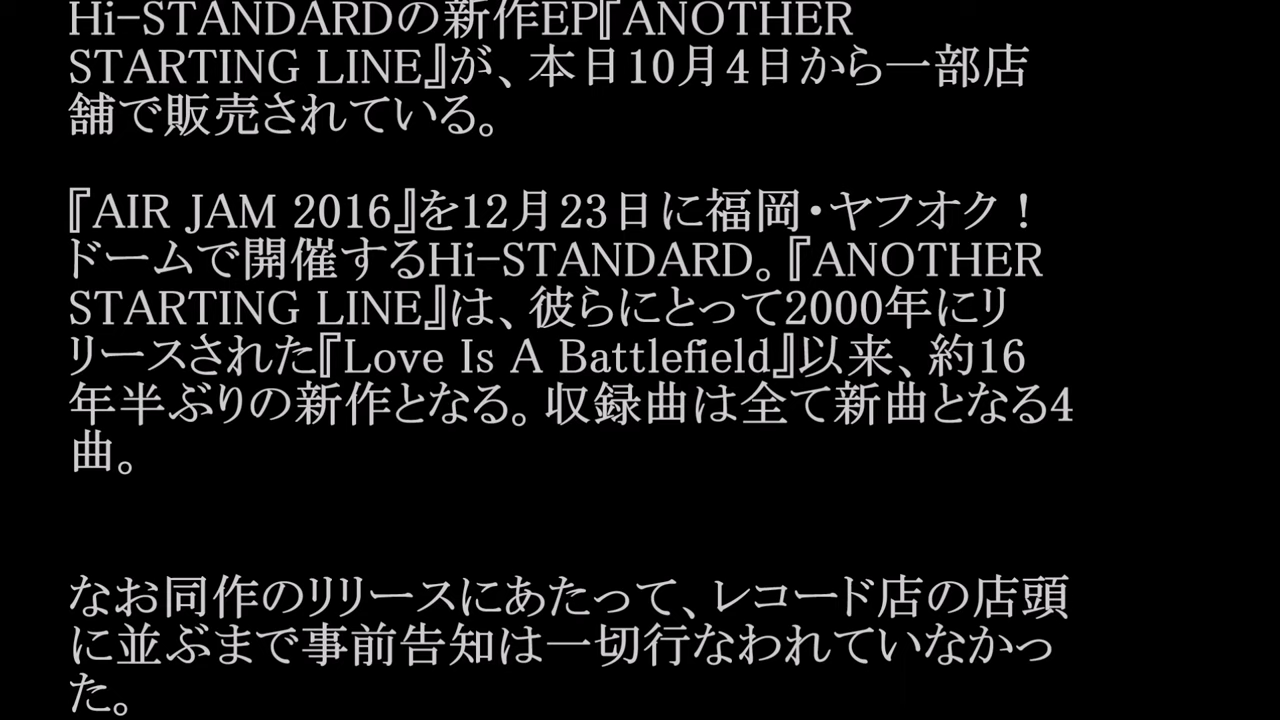 Hi-STANDARDの新作EP『ANOTHER
STARTING LINE』が、本日10月4日から一部店
舗で販売されている。
『AIR JAM 2016』を12月23日に福岡・ヤフオク！
ドームで開催するHi-STANDARD。『ANOTHER
STARTING LINE』は、彼らにとって2000年にリ
リースされた『Love Is A Battlefield』以来、約16
年半ぶりの新作となる。収録曲は全て新曲となる4
曲。
なお同作のリリースにあたって、レコード店の店頭
に並ぶまで事前告知は一切行なわれていなかっ
た。